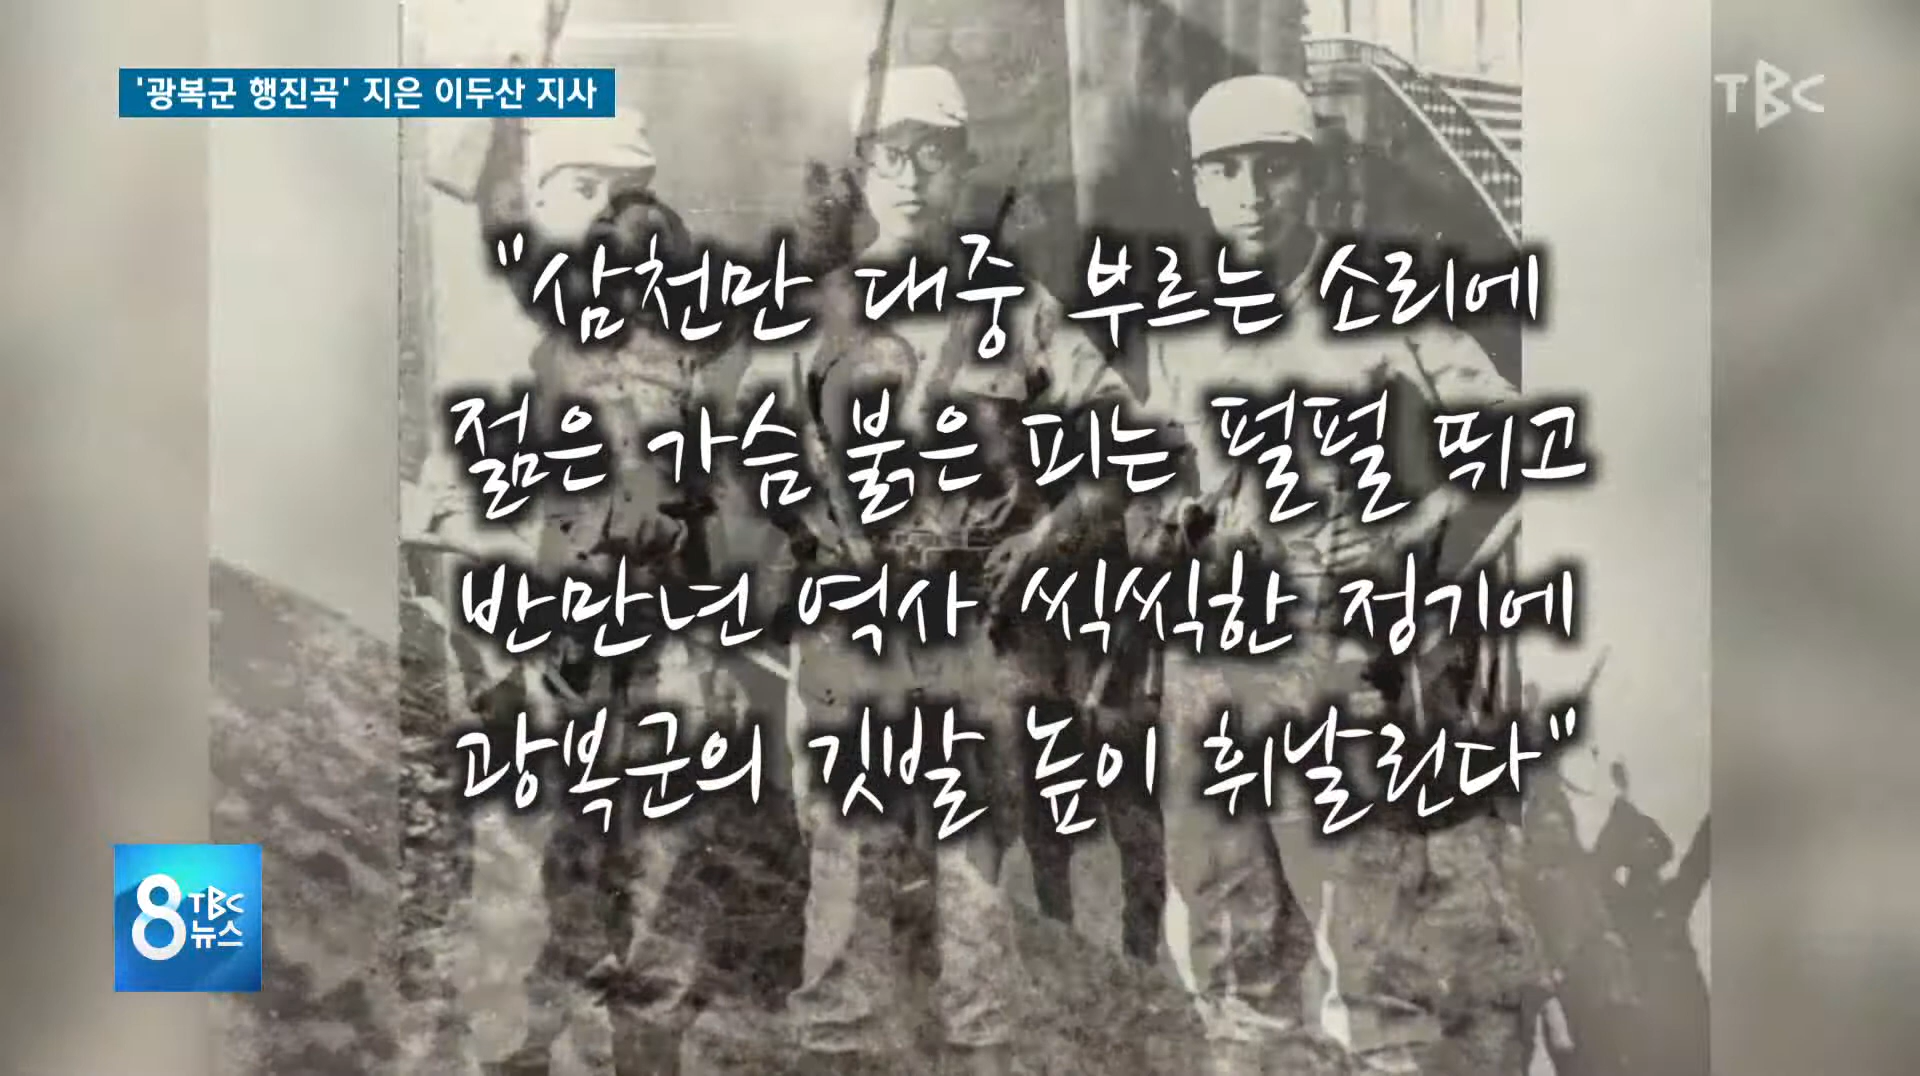 '광복군 행진곡' 지은 이두산 지사
TBC
"삼천만 대중 부르는 소리에
젊은 가슴 붉은 피는 펄펄 뛰고
반만년 역사 씩씩한 정기에
광복군의 깃발 높이 휘날린다"
8 TBC
뉴스